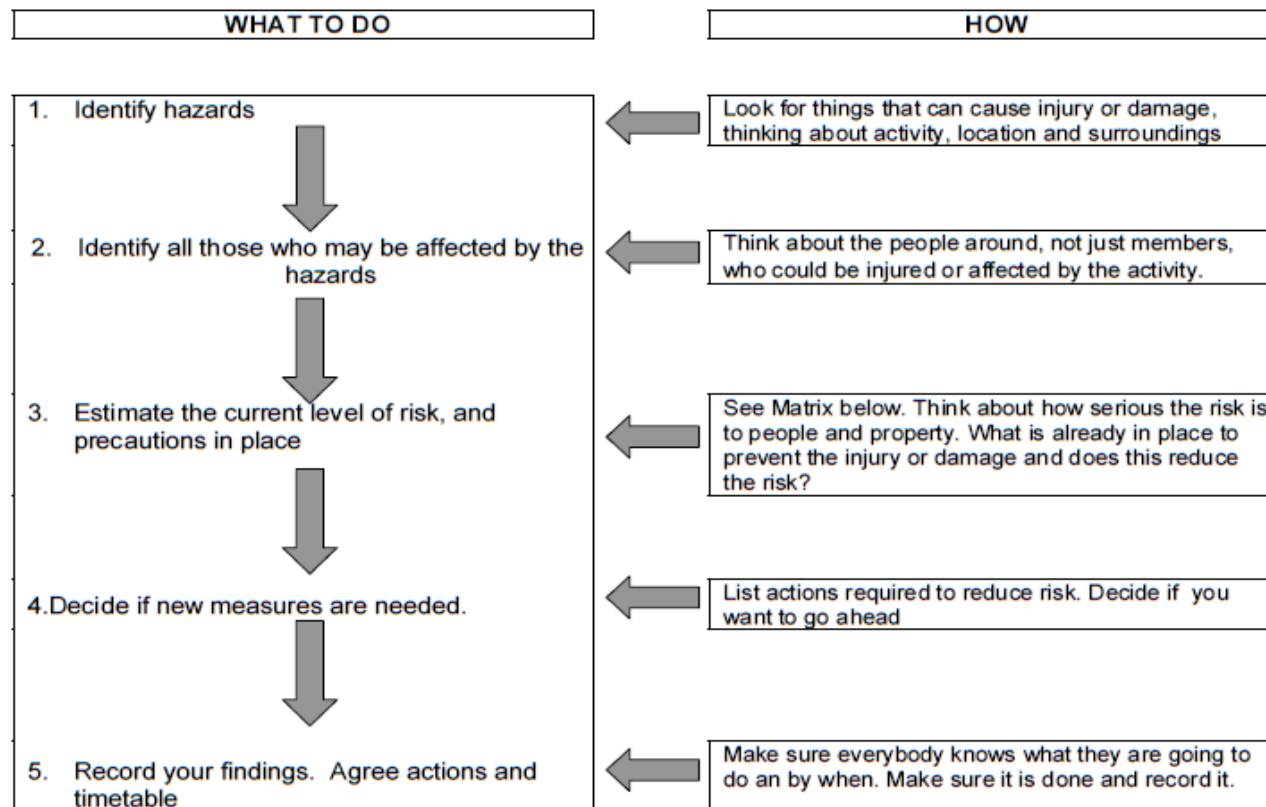 WHAT TO DO
HOW
1. Identify hazards
Look for things that can cause injury or damage,
thinking about activity, location and surroundings
2. Identify all those who may be affected by the
hazards
Think about the people around, not just members,
who could be injured or affected by the activity.
3. Estimate the current level of risk, and
precautions in place
See Matrix below. Think about how serious the risk is
to people and property. What is already in place to
prevent the injury or damage and does this reduce
the risk?
4.Decide if new measures are needed.
List actions required to reduce risk. Decide if you
want to go ahead
5. Record your findings. Agree actions and
timetable
Make sure everybody knows what they are going to
do an by when. Make sure it is done and record it.